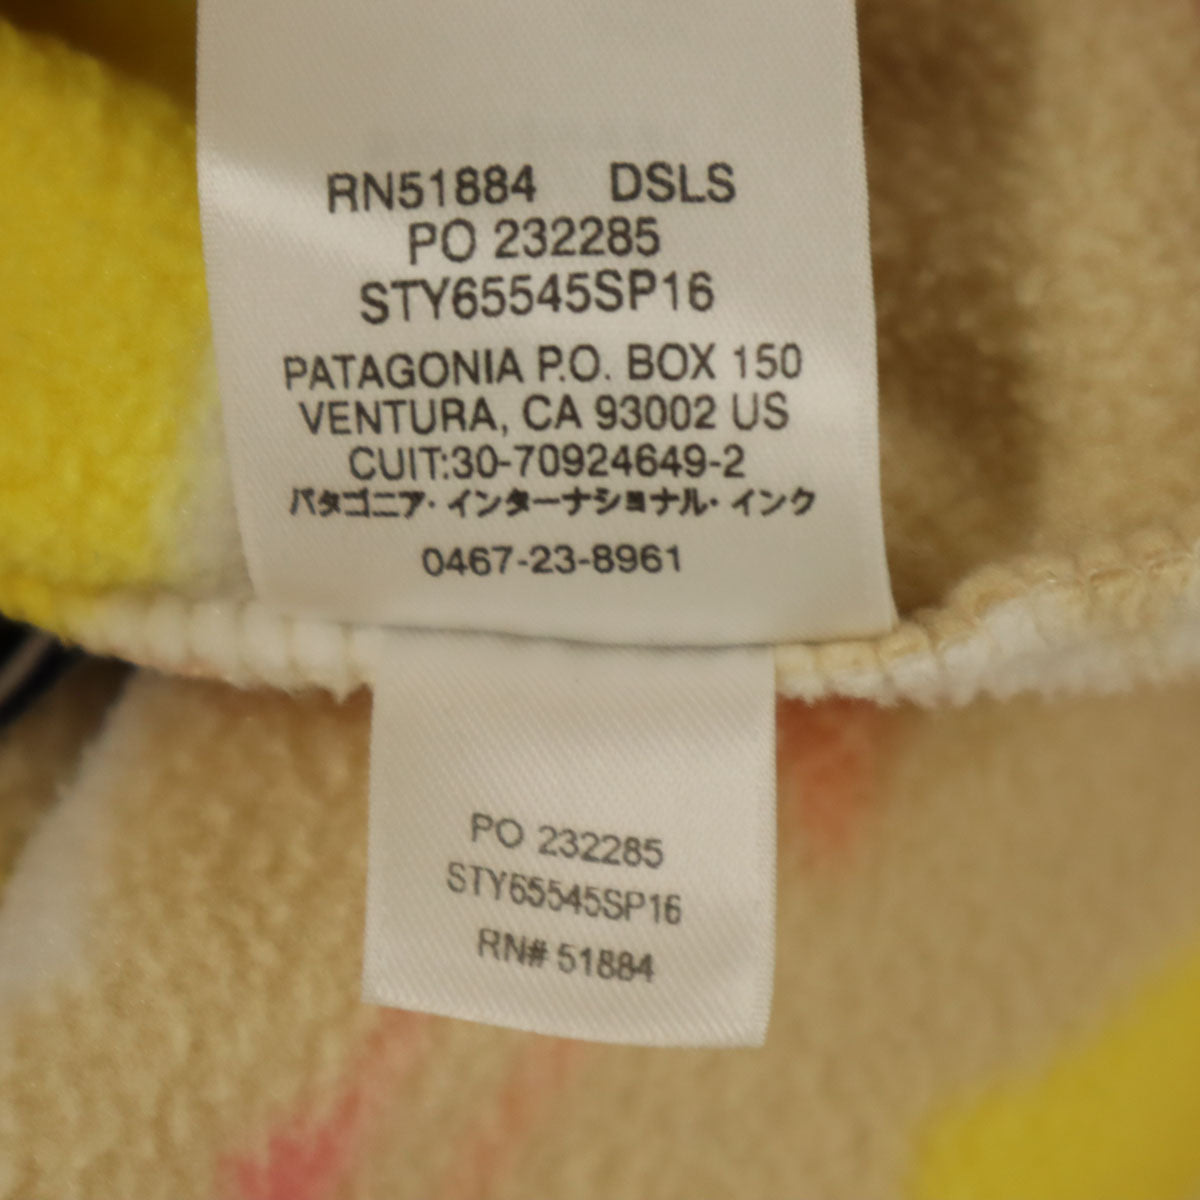 RN51884 DSLS
PO 232285
STY65545SP16
PATAGONIA P.O. BOX 150
VENTURA, CA 93002 US
CUIT:30-70924649-2
パタゴニア・インターナショナル・インク
0467-23-8961
PO 232285
STY65545SP16
RN# 51884